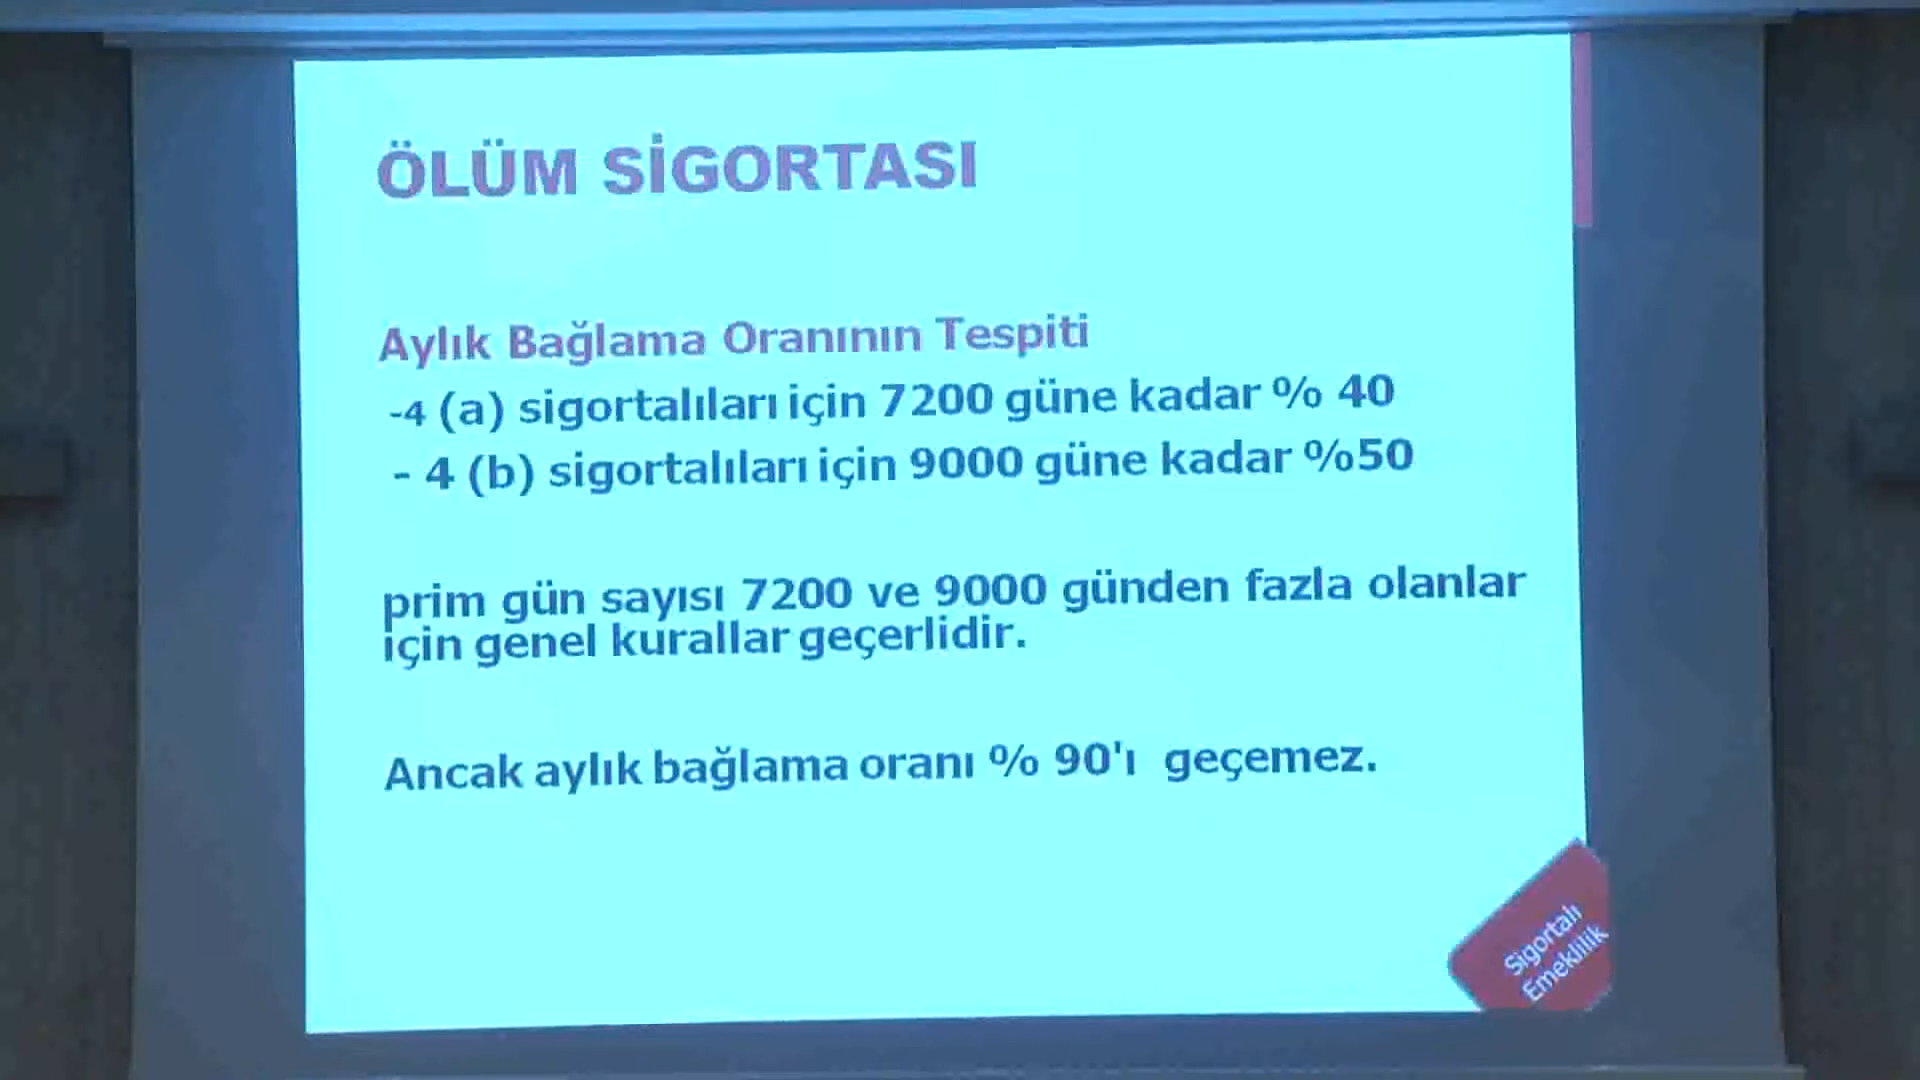 ÖLÜM SİGORTASI
Aylık Bağlama Oranının Tespiti
-4 (a) sigortalıları için 7200 güne kadar % 40
- 4 (b) sigortalıları için 9000 güne kadar %50
prim gün sayısı 7200 ve 9000 günden fazla olanlar
için genel kurallar geçerlidir.
Ancak aylık bağlama oranı % 90'ı geçemez.
Sigortalı
Emeklilik